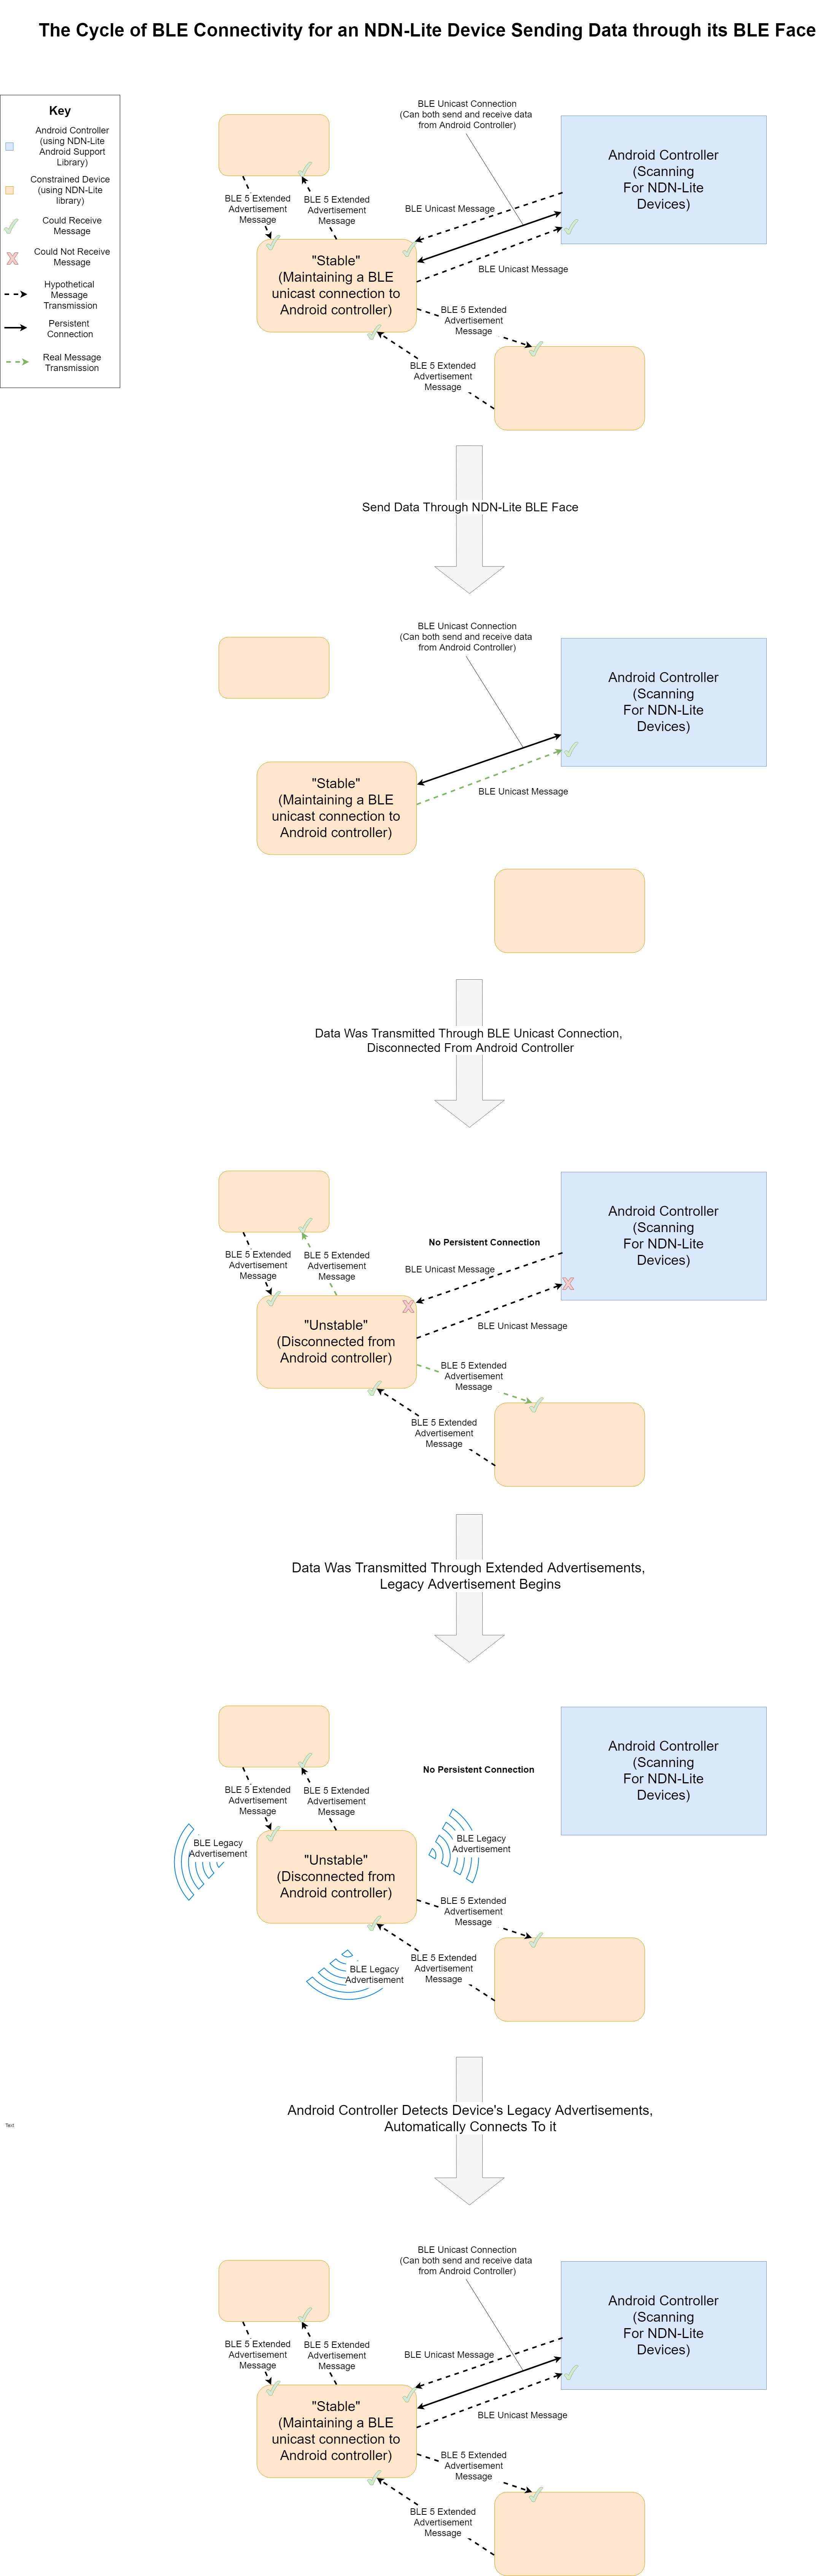 The Cycle of BLE Connectivity for an NDN-Lite Device Sending Data through its BLE Face
Key
Android Controller
(using NDN-Lite
Android Support
Library)
Constrained Device
(using NDN-Lite
library)
Could Receive
Message
Could Not Receive
Message
Hypothetical
Message
Transmission
Persistent
Connection
Real Message
Transmission
BLE Unicast Connection
(Can both send and receive data
from Android Controller)
Android Controller
(Scanning
For NDN-Lite
Devices)
BLE 5 Extended
Advertisement
Message
BLE 5 Extended
Advertisement
Message
BLE Unicast Message
"Stable"
(Maintaining a BLE
unicast connection to
Android controller)
BLE Unicast Message
BLE 5 Extended
Advertisement
Message
BLE 5 Extended
Advertisement
Message
Send Data Through NDN-Lite BLE Face
BLE Unicast Connection
(Can both send and receive data
from Android Controller)
Android Controller
(Scanning
For NDN-Lite
Devices)
"Stable"
(Maintaining a BLE
unicast connection to
Android controller)
BLE Unicast Message
Data Was Transmitted Through BLE Unicast Connection,
Disconnected From Android Controller
Android Controller
(Scanning
For NDN-Lite
Devices)
No Persistent Connection
BLE 5 Extended
Advertisement
Message
BLE 5 Extended
Advertisement
Message
BLE Unicast Message
"Unstable"
(Disconnected from
Android controller)
BLE Unicast Message
BLE 5 Extended
Advertisement
Message
BLE 5 Extended
Advertisement
Message
Data Was Transmitted Through Extended Advertisements,
Legacy Advertisement Begins
Android Controller
(Scanning
For NDN-Lite
Devices)
No Persistent Connection
BLE 5 Extended
Advertisement
Message
BLE 5 Extended
Advertisement
Message
BLE Legacy
Advertisement
BLE Legacy
Advertisement
"Unstable"
(Disconnected from
Android controller)
BLE 5 Extended
Advertisement
Message
BLE 5 Extended
Advertisement
Message
BLE Legacy
Advertisement
Android Controller Detects Device's Legacy Advertisements,
Automatically Connects To it
Text
BLE Unicast Connection
(Can both send and receive data
from Android Controller)
Android Controller
(Scanning
For NDN-Lite
Devices)
BLE 5 Extended
Advertisement
Message
BLE 5 Extended
Advertisement
Message
BLE Unicast Message
"Stable"
(Maintaining a BLE
unicast connection to
Android controller)
BLE Unicast Message
BLE 5 Extended
Advertisement
Message
BLE 5 Extended
Advertisement
Message